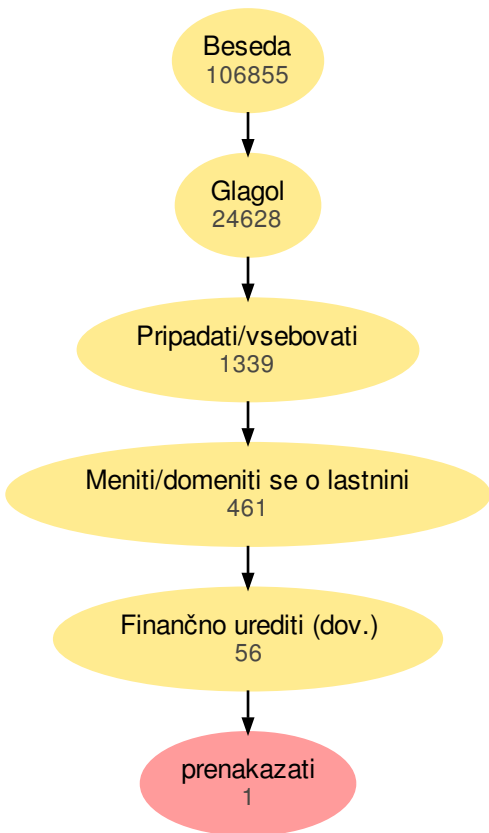 Beseda
106855
Glagol
24628
Pripadati/vsebovati
1339
Meniti/domeniti se o lastnini
461
Finančno urediti (dov.)
56
prenakazati
1